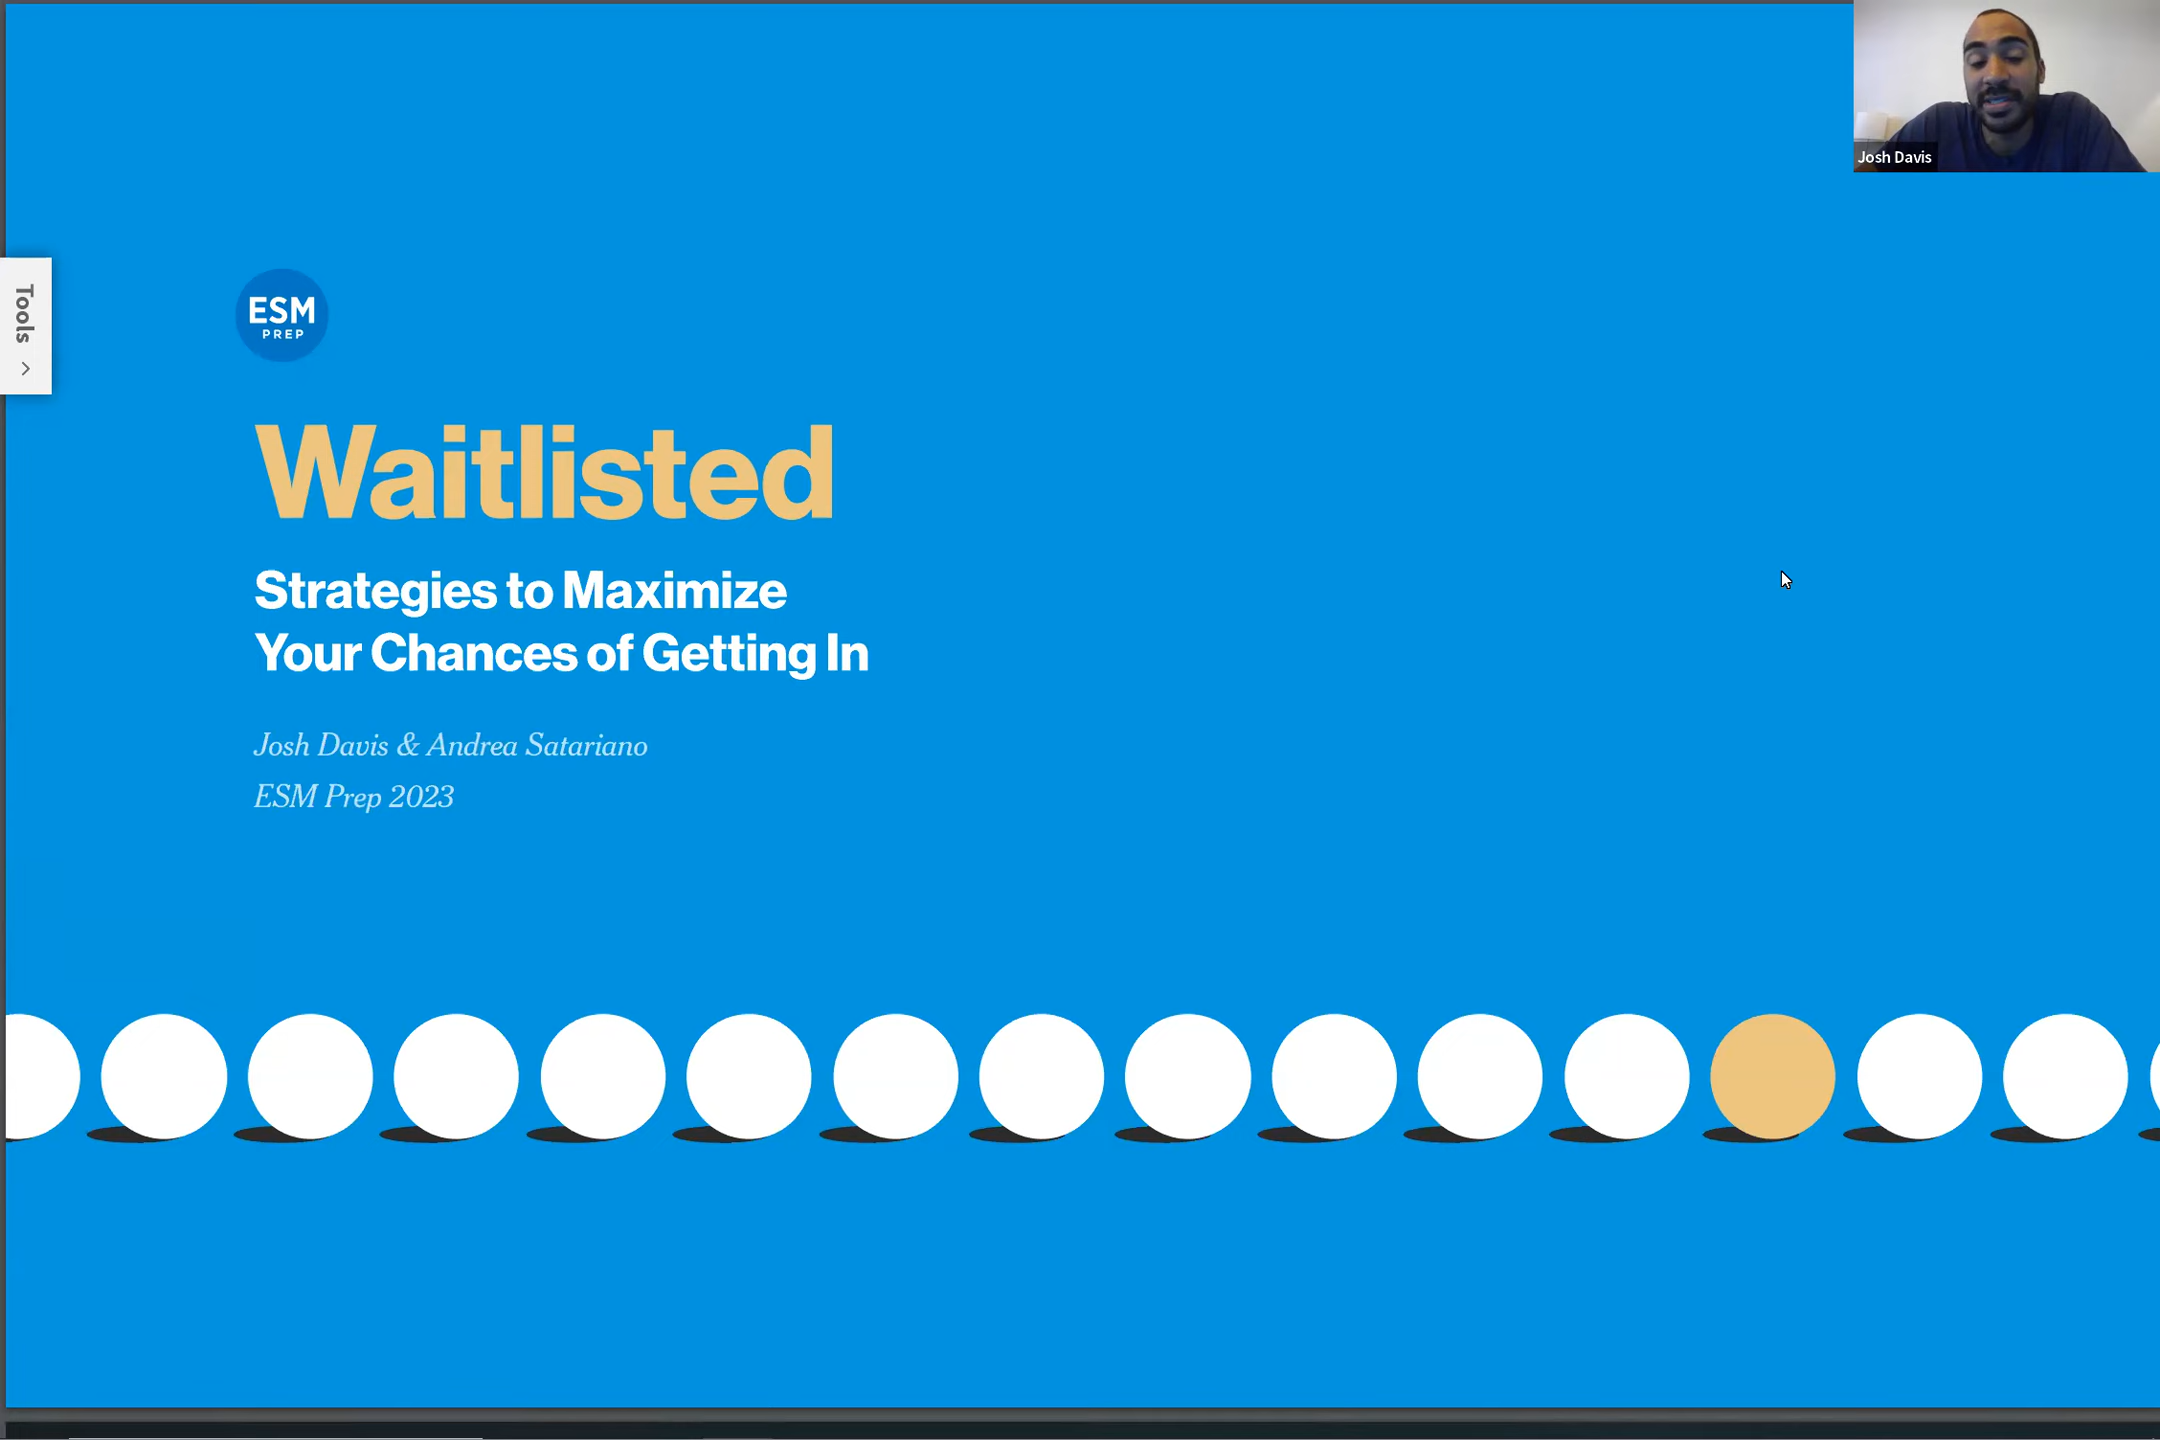 Josh Davis
Tools
ESM
PREP
Waitlisted
Strategies to Maximize
Your Chances of Getting In
Josh Davis & Andrea Satariano
ESM Prep 2023